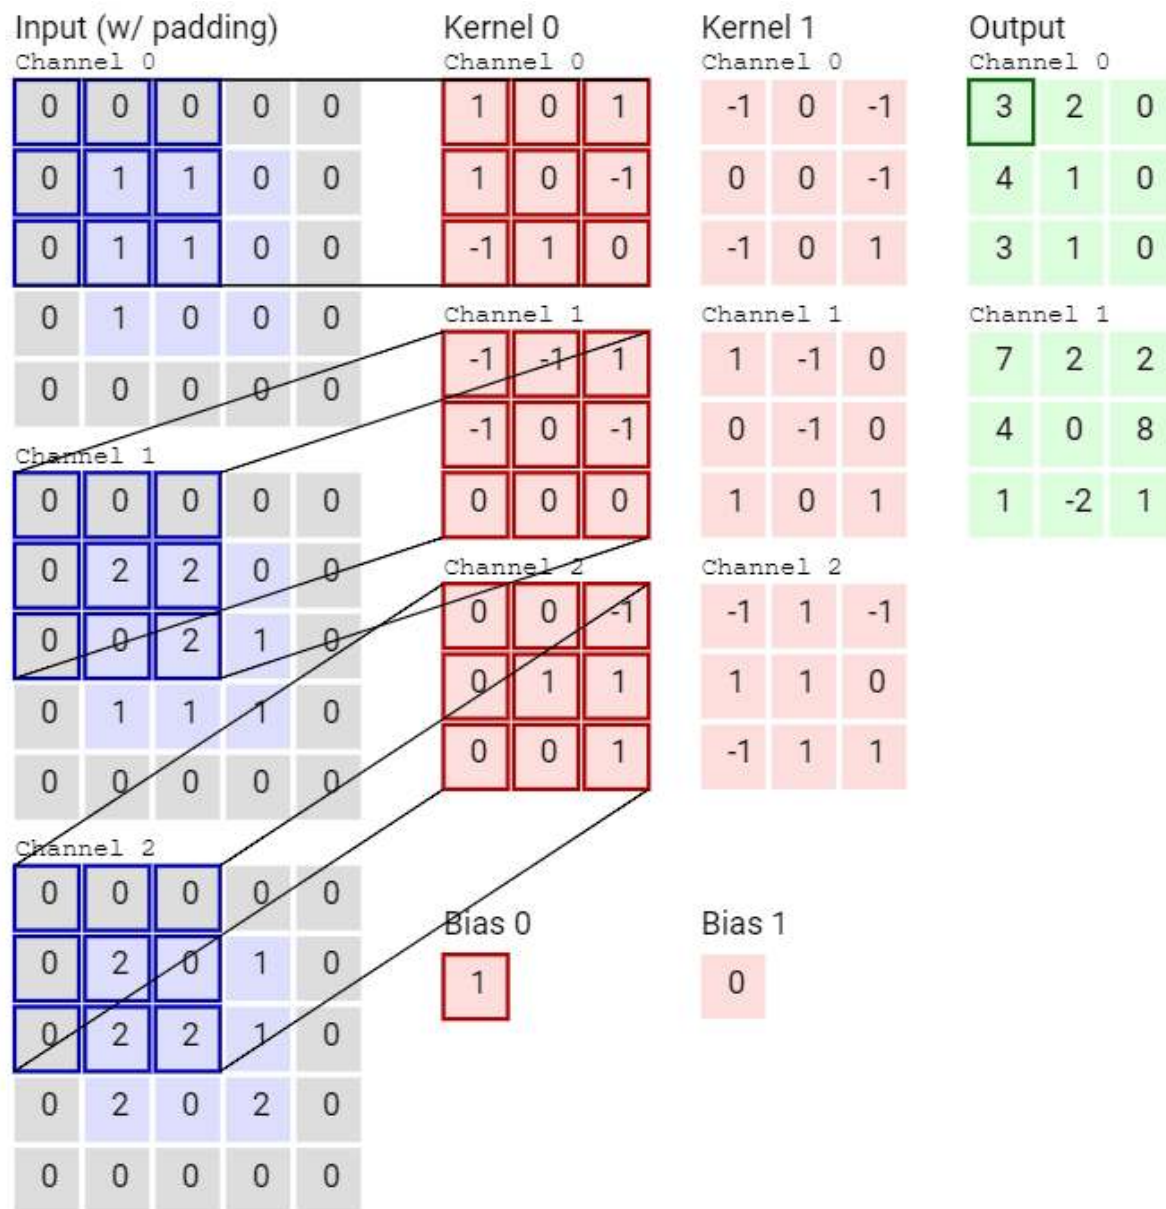 Input (w/ padding) Kernel 0 Kernel 1 Output
Channel 0 Channel 0 Channel 0 Channel 0
0 0 0 0 0 1 0 1 -1 0 -1 3 2 0
0 1 1 0 0 1 0 -1 0 0 -1 4 1 0
0 1 1 0 0 -1 1 0 -1 0 1 3 1 0
0 1 0 0 0 Channel 1 Channel 1 Channel 1
0 0 0 0 0 -1 -1 1 1 -1 0 7 2 2
Channel 1 -1 0 -1 0 -1 0 4 0 8
0 0 0 0 0 0 0 0 1 0 1 1 -2 1
0 2 2 0 0 Channel 2 Channel 2
0 0 2 1 0 0 0 -1 -1 1 -1
0 1 1 1 0 0 1 1 1 1 0
0 0 0 0 0 0 0 1 -1 1 1
Channel 2
0 0 0 0 0 Bias 0 Bias 1
0 2 0 1 0 1 0
0 2 2 1 0
0 2 0 2 0
0 0 0 0 0